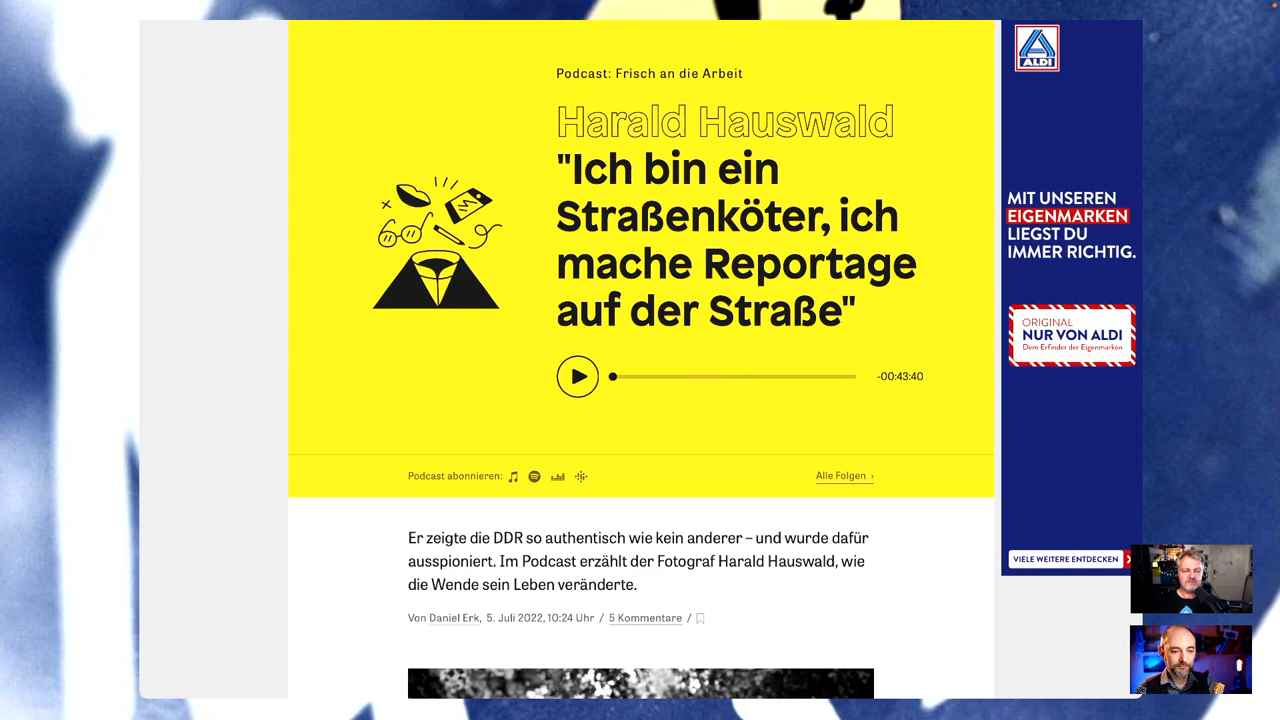 Podcast: Frisch an die Arbeit
Harald Hauswald
"Ich bin ein
Straßenköter, ich
mache Reportage
auf der Straße"
-00:43:40
Podcast abonnieren:
Alle Folgen ›
Er zeigte die DDR so authentisch wie kein anderer – und wurde dafür
ausspioniert. Im Podcast erzählt der Fotograf Harald Hauswald, wie
die Wende sein Leben veränderte.
Von Daniel Erk, 5. Juli 2022, 10:24 Uhr / 5 Kommentare /
ALDI
MIT UNSEREN
EIGENMARKEN
LIEGST DU
IMMER RICHTIG.
ORIGINAL
NUR VON ALDI
Dem Erfinder der Eigenmarken
VIELE WEITERE ENTDECKEN